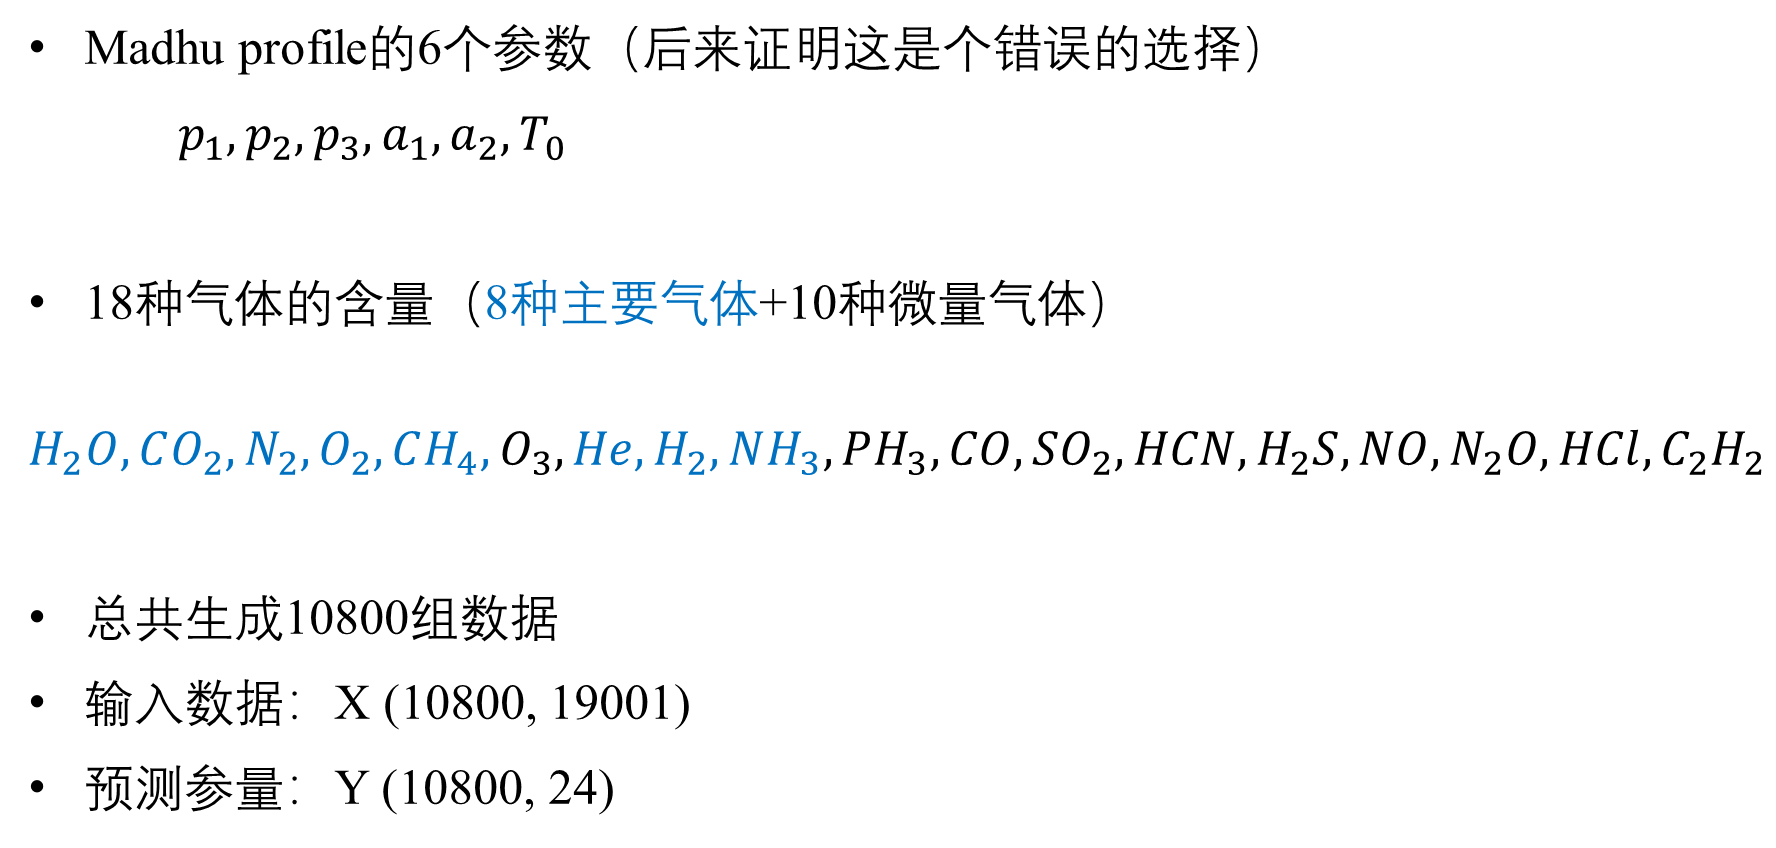 • Madhu profile的6个参数（后来证明这是个错误的选择）
p₁, p₂, p₃, a₁, a₂, T₀
• 18种气体的含量（8种主要气体+10种微量气体）
H₂O, CO₂, N₂, O₂, CH₄, O₃, He, H₂, NH₃, PH₃, CO, SO₂, HCN, H₂S, NO, N₂O, HCl, C₂H₂
• 总共生成10800组数据
• 输入数据：X (10800, 19001)
• 预测参量：Y (10800, 24)